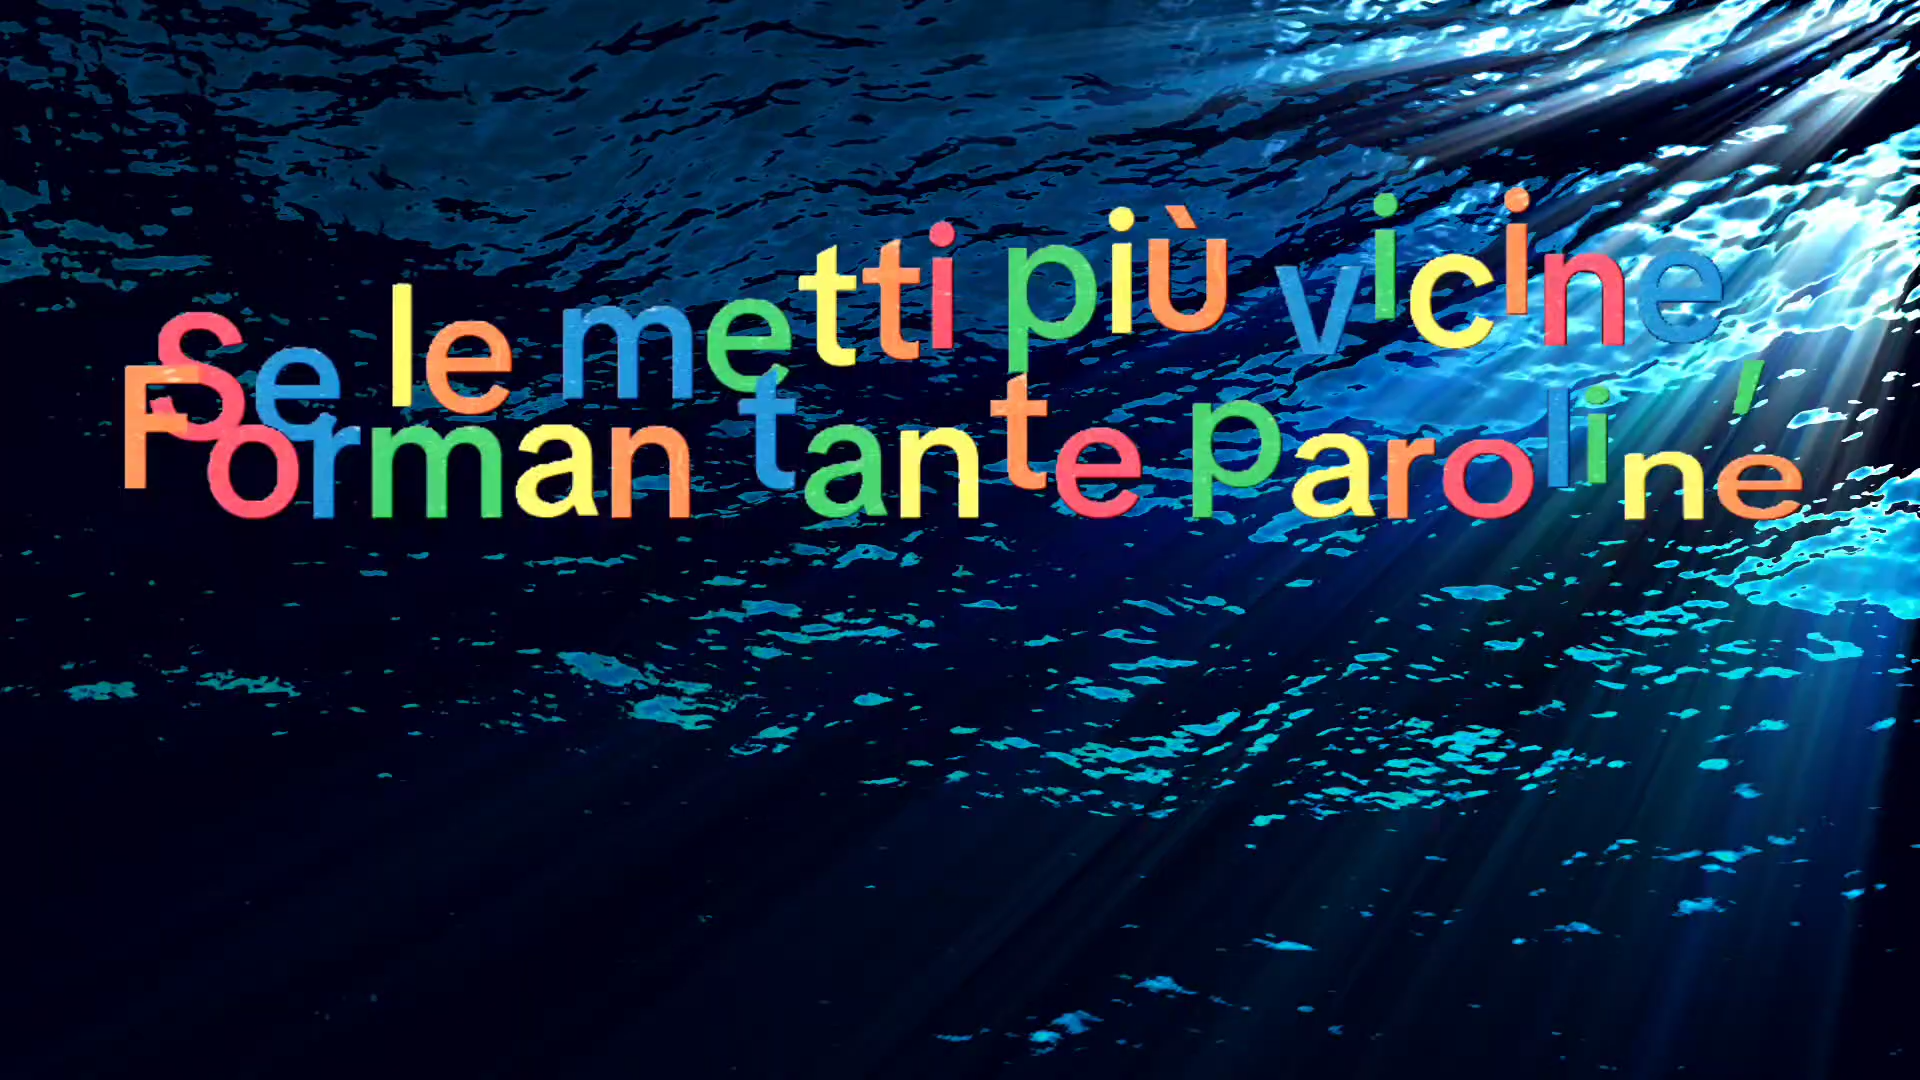 Se le metti più vicine
Forman tante paroline,